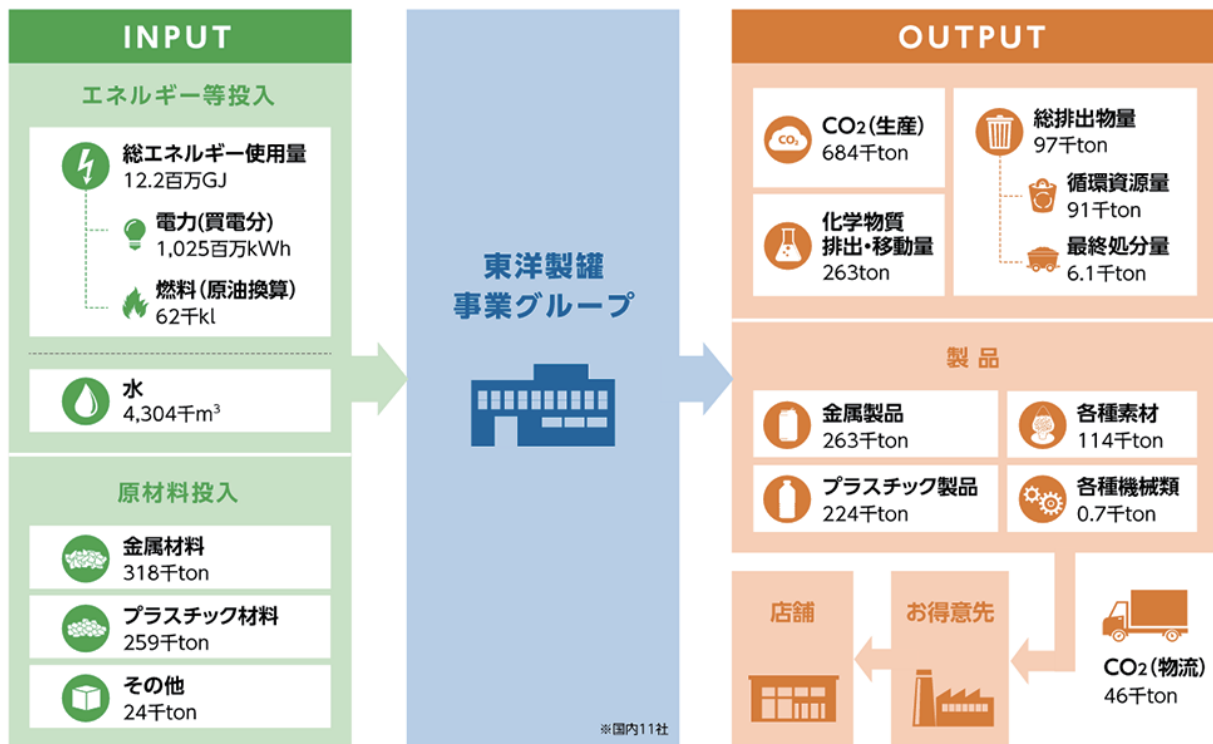 INPUT
エネルギー等投入
総エネルギー使用量
12.2百万GJ
電力(買電分)
1,025百万kWh
燃料(原油換算)
62千kl
水
4,304千m³
原材料投入
金属材料
318千ton
プラスチック材料
259千ton
その他
24千ton
東洋製罐
事業グループ
※国内11社
OUTPUT
CO₂
CO₂(生産)
684千ton
化学物質
排出・移動量
263ton
総排出物量
97千ton
循環資源量
91千ton
最終処分量
6.1千ton
製品
金属製品
263千ton
各種素材
114千ton
プラスチック製品
224千ton
各種機械類
0.7千ton
店舗
お得意先
CO₂(物流)
46千ton